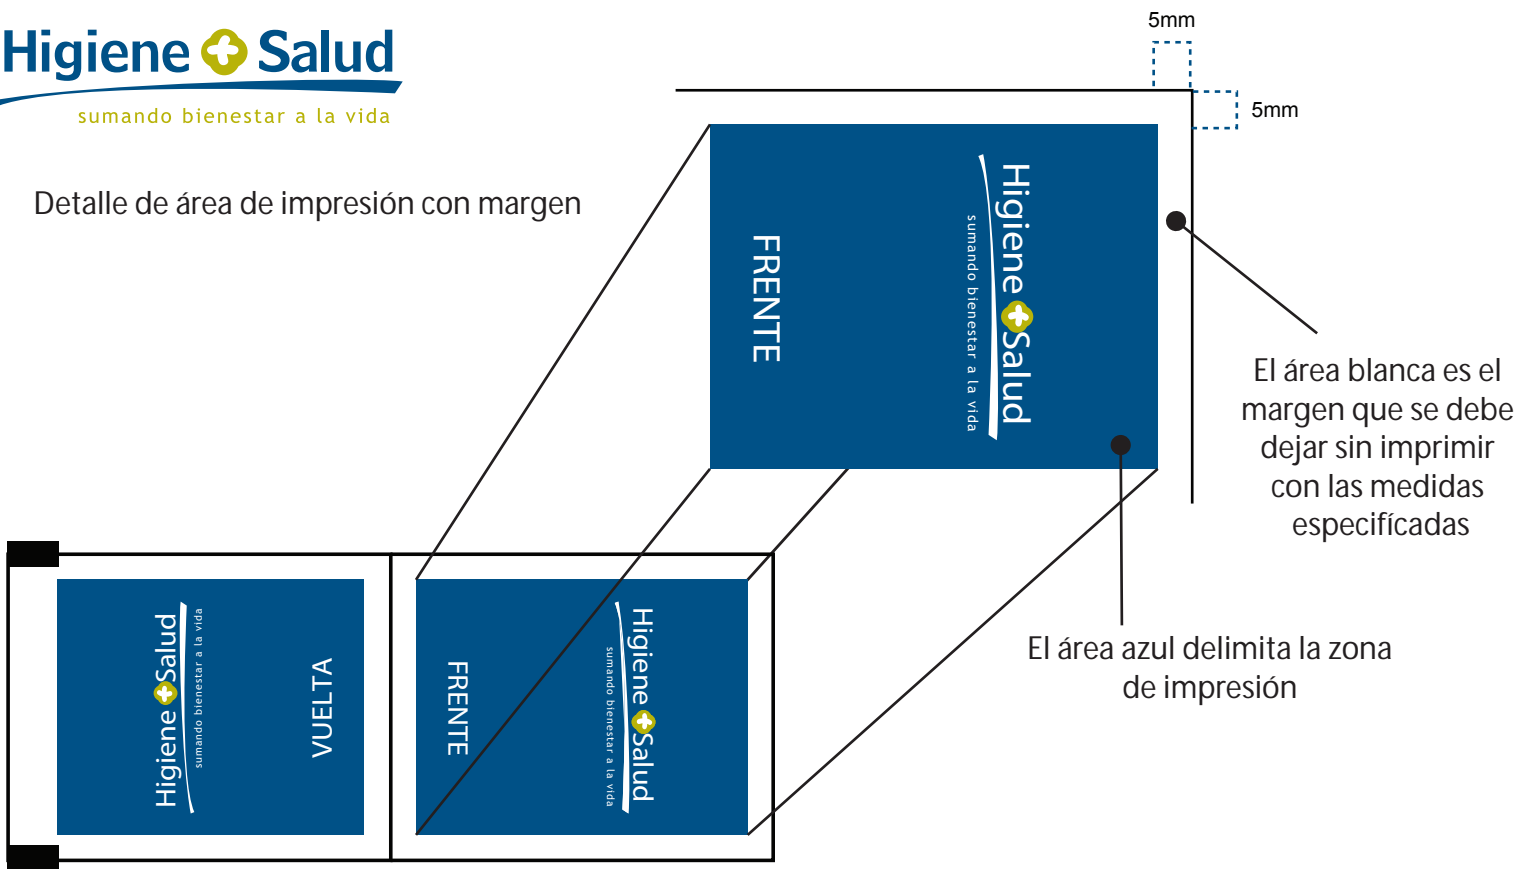 Higiene Salud
sumando bienestar a la vida
5mm
5mm
Detalle de área de impresión con margen
FRENTE
Higiene Salud
sumando bienestar a la vida
El área blanca es el
margen que se debe
dejar sin imprimir
con las medidas
especifícadas
El área azul delimita la zona
de impresión
Higiene Salud
sumando bienestar a la vida
VUELTA
FRENTE
Higiene Salud
sumando bienestar a la vida